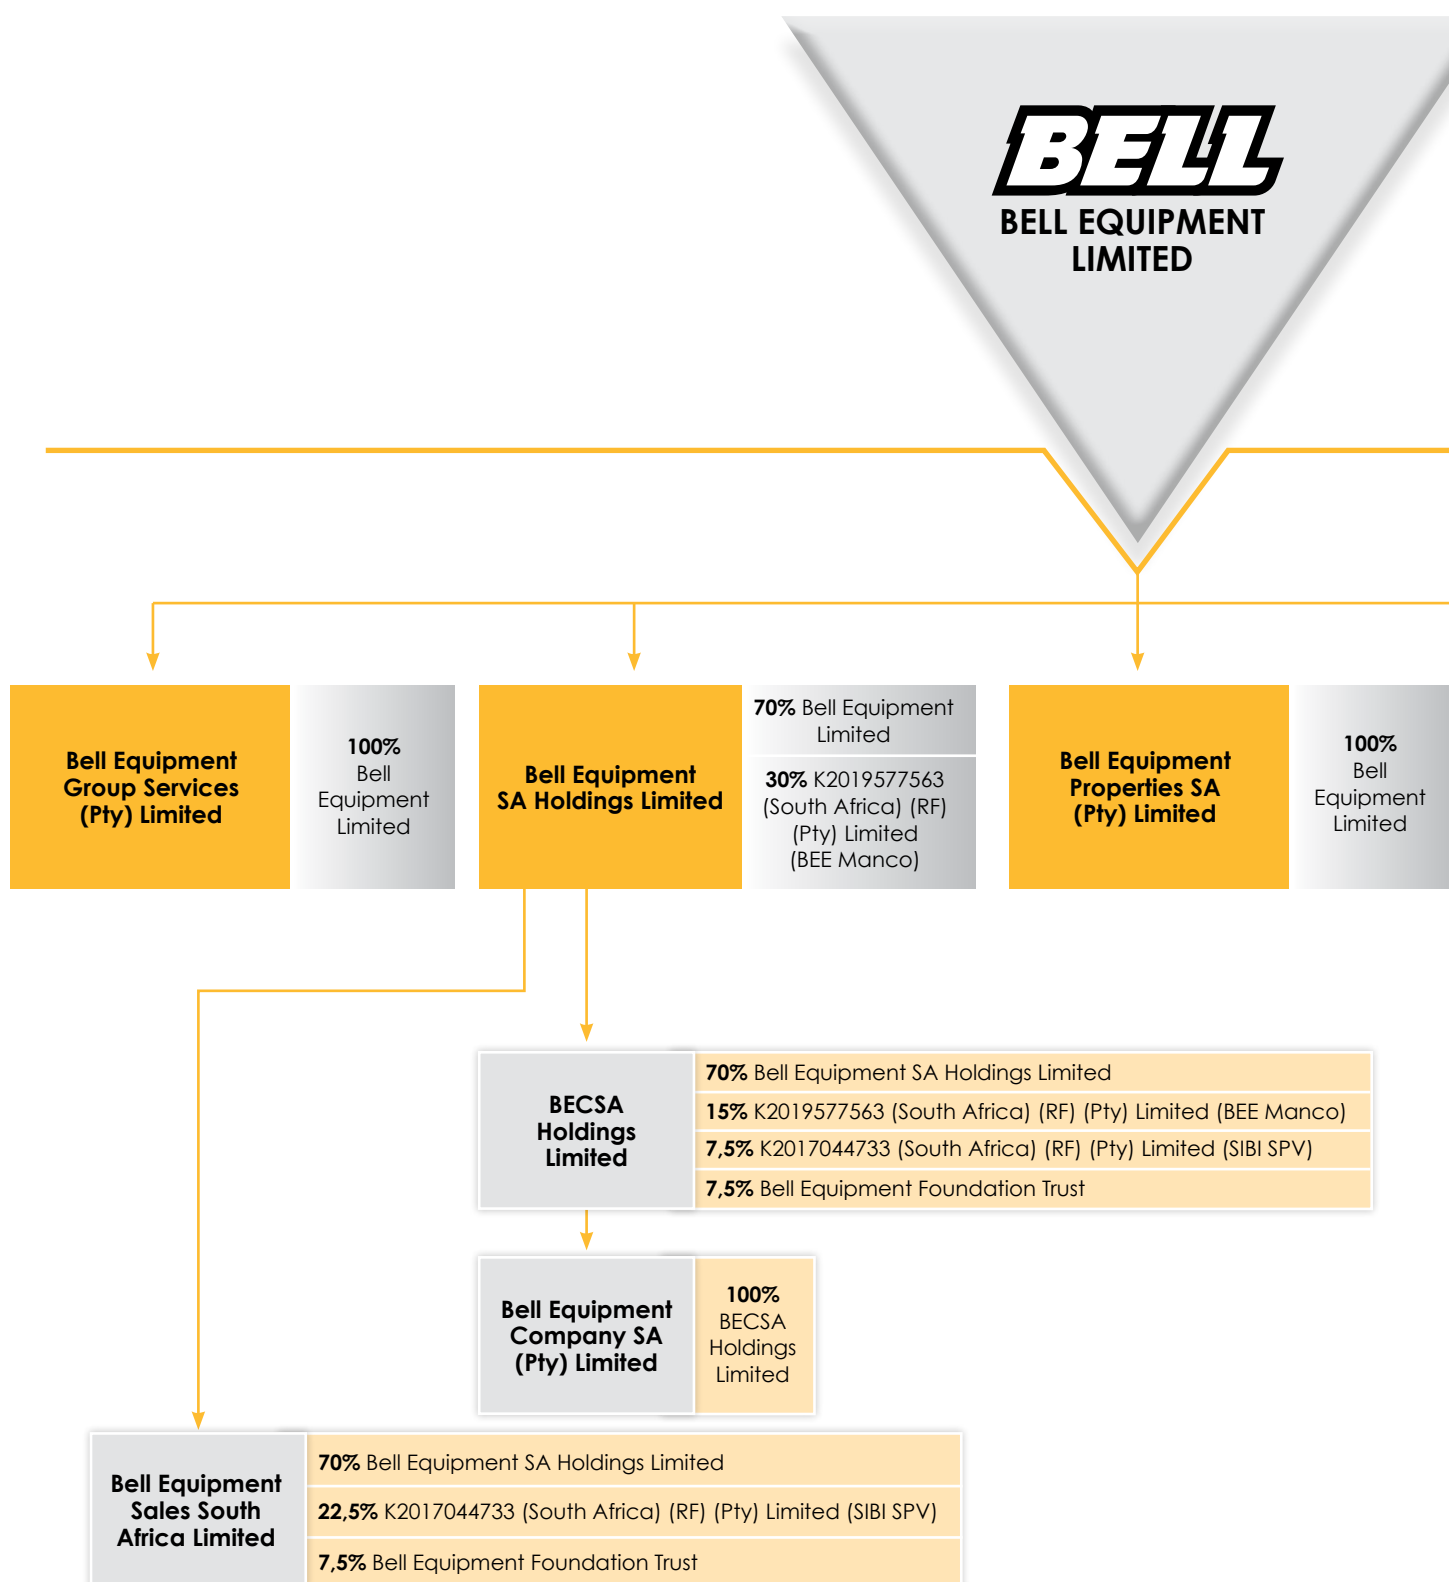 BELL
BELL EQUIPMENT
LIMITED
Bell Equipment
Group Services
(Pty) Limited
100%
Bell
Equipment
Limited
Bell Equipment
SA Holdings Limited
70% Bell Equipment
Limited
30% K2019577563
(South Africa) (RF)
(Pty) Limited
(BEE Manco)
Bell Equipment
Properties SA
(Pty) Limited
100%
Bell
Equipment
Limited
BECSA
Holdings
Limited
70% Bell Equipment SA Holdings Limited
15% K2019577563 (South Africa) (RF) (Pty) Limited (BEE Manco)
7,5% K2017044733 (South Africa) (RF) (Pty) Limited (SIBI SPV)
7,5% Bell Equipment Foundation Trust
Bell Equipment
Company SA
(Pty) Limited
100%
BECSA
Holdings
Limited
Bell Equipment
Sales South
Africa Limited
70% Bell Equipment SA Holdings Limited
22,5% K2017044733 (South Africa) (RF) (Pty) Limited (SIBI SPV)
7,5% Bell Equipment Foundation Trust